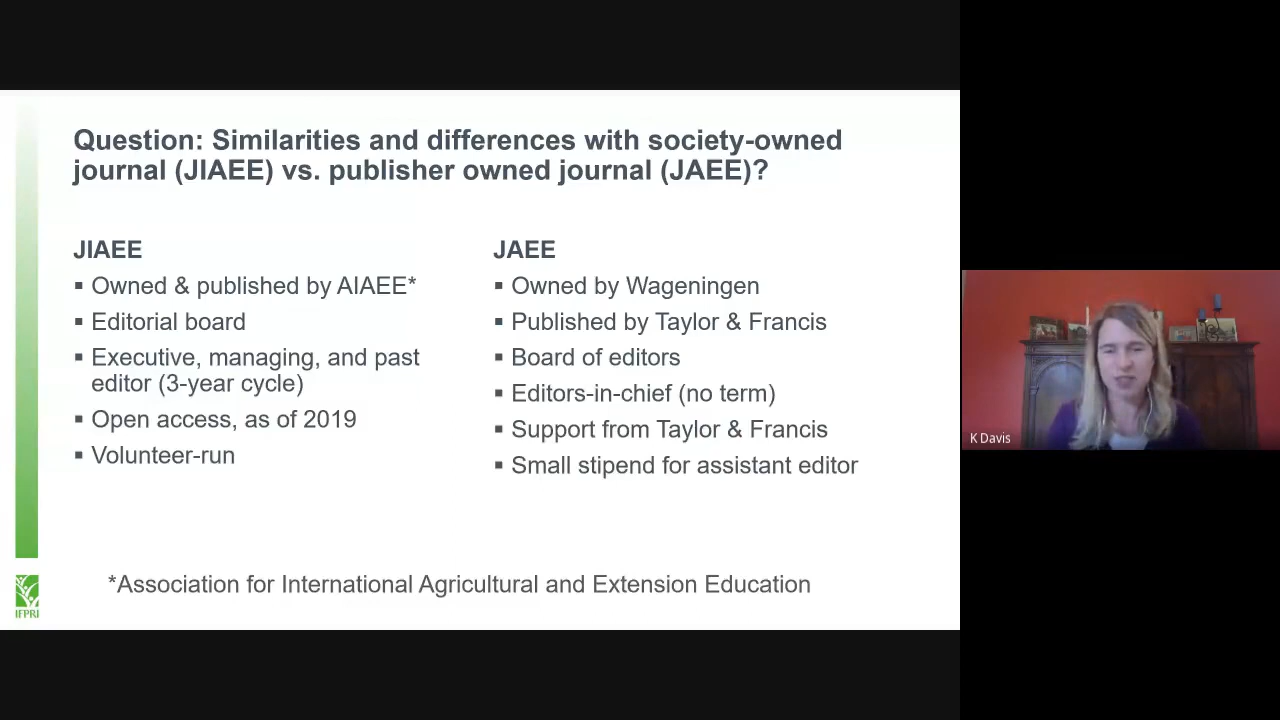 Question: Similarities and differences with society-owned
journal (JIAEE) vs. publisher owned journal (JAEE)?
JIAEE
▪ Owned & published by AIAEE*
▪ Editorial board
▪ Executive, managing, and past
editor (3-year cycle)
▪ Open access, as of 2019
▪ Volunteer-run
JAEE
▪ Owned by Wageningen
▪ Published by Taylor & Francis
▪ Board of editors
▪ Editors-in-chief (no term)
▪ Support from Taylor & Francis
▪ Small stipend for assistant editor
*Association for International Agricultural and Extension Education
IFPRI
K Davis